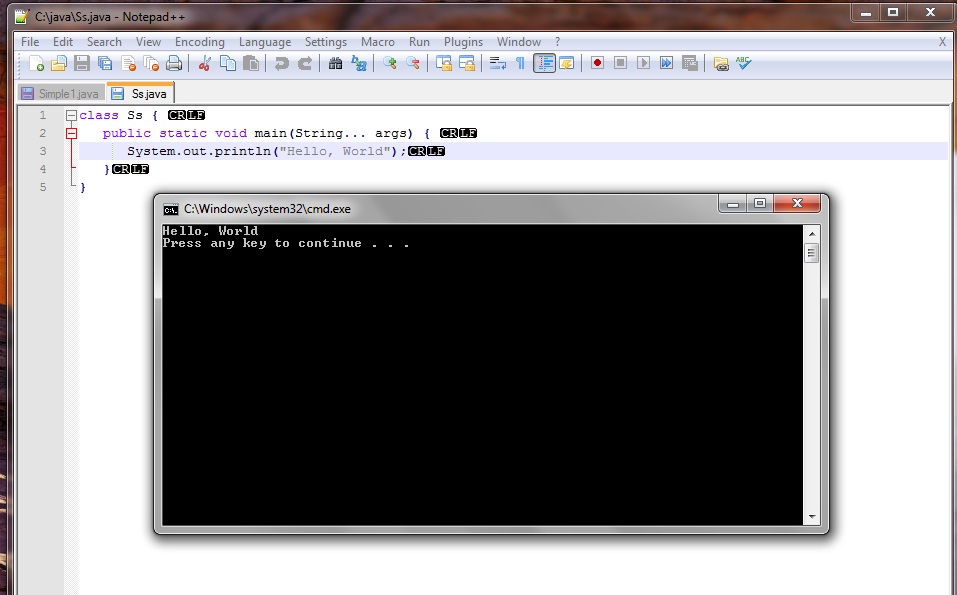 C:\java\Ss.java - Notepad++
File Edit Search View Encoding Language Settings Macro Run Plugins Window ? X
ABC
Simple1.java Ss.java
1 class Ss { CRLF
2 public static void main(String... args) { CRLF
3 System.out.println("Hello, World");CRLF
4 }CRLF
5 }
C:\Windows\system32\cmd.exe
Hello, World
Press any key to continue . . .